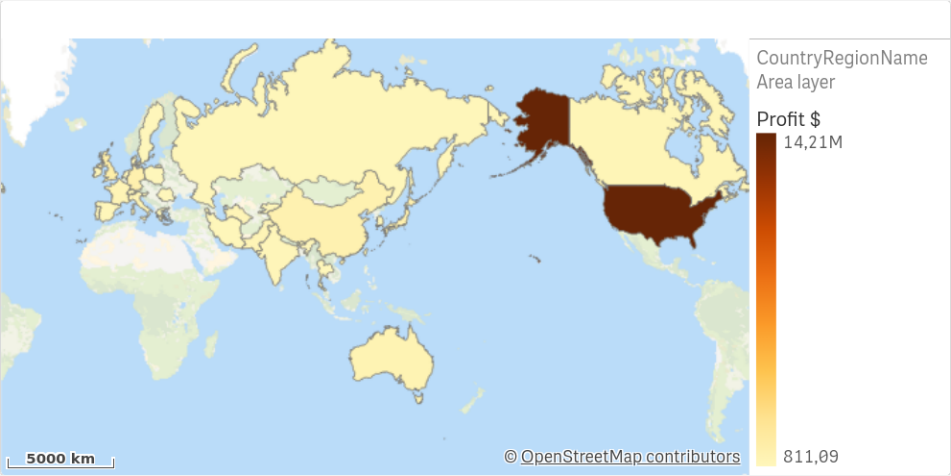 CountryRegionName
Area layer
Profit $
14,21M
811,09
5000 km
© OpenStreetMap contributors